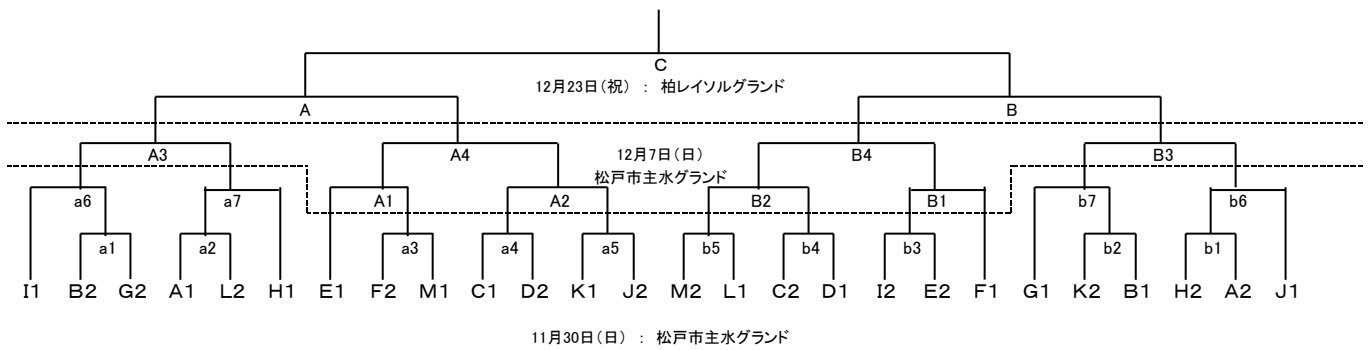 C
12月23日(祝) : 柏レイソルグランド
A B
A3 A4 12月7日(日) B4 B3
松戸市主水グランド
a6 a7 A1 A2 B2 B1 b7 b6
a1 a2 a3 a4 a5 b5 b4 b3 b2 b1
I1 B2 G2 A1 L2 H1 E1 F2 M1 C1 D2 K1 J2 M2 L1 C2 D1 I2 E2 F1 G1 K2 B1 H2 A2 J1
11月30日(日) : 松戸市主水グランド